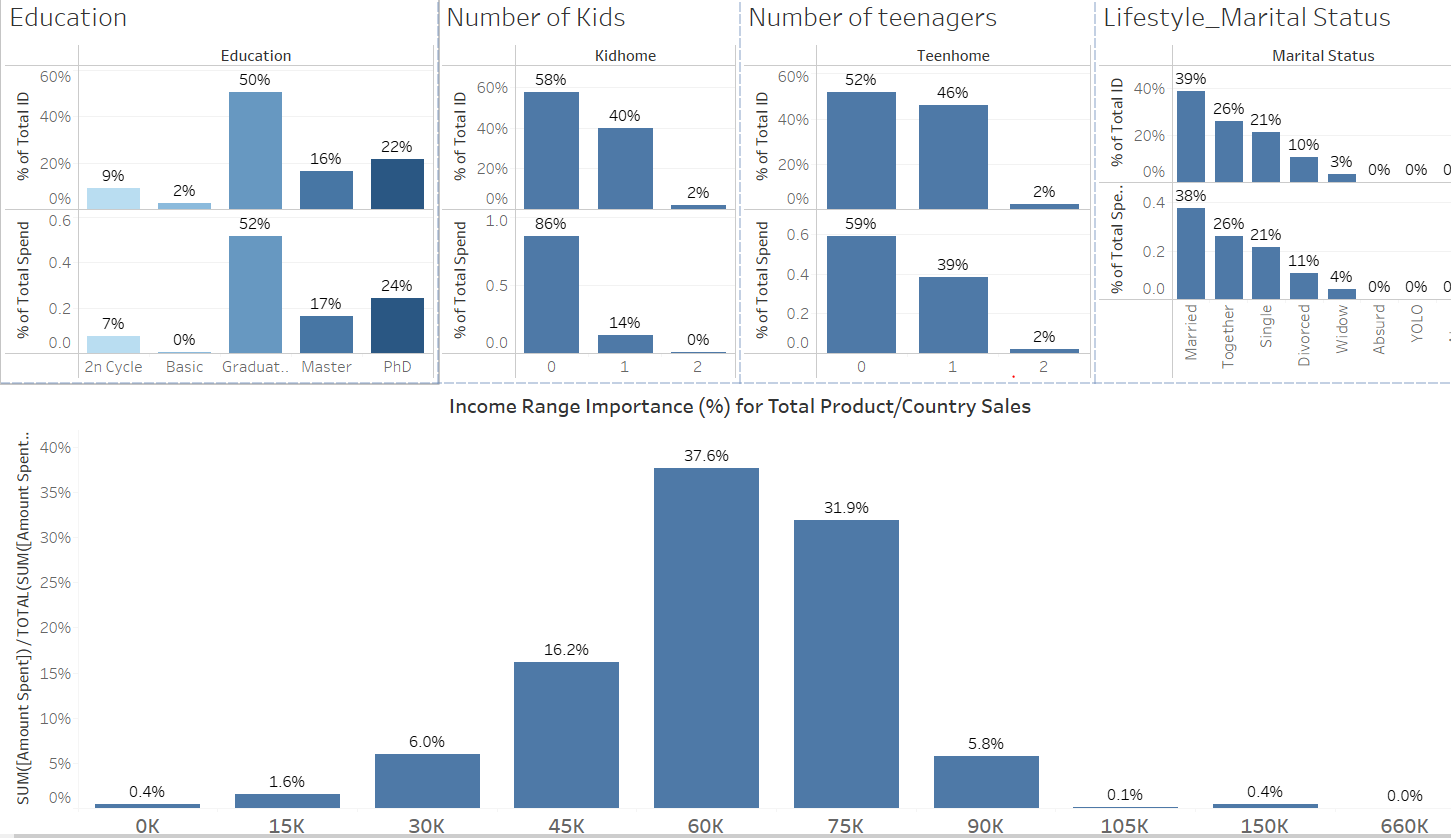 Education
Education
% of Total ID
60%
40%
20%
0%
9%
2%
50%
16%
22%
% of Total Spend
0.6
0.4
0.2
0.0
7%
0%
52%
17%
24%
2n Cycle Basic Graduat.. Master PhD
Number of Kids
Kidhome
% of Total ID
60%
40%
20%
0%
58%
40%
2%
% of Total Spend
1.0
0.5
0.0
86%
14%
0%
0 1 2
Number of teenagers
Teenhome
% of Total ID
60%
40%
20%
0%
52%
46%
2%
% of Total Spend
0.6
0.4
0.2
0.0
59%
39%
2%
0 1 2
Lifestyle_Marital Status
Marital Status
% of Total ID
40%
20%
0%
39%
26%
21%
10%
3%
0%
0%
0
% of Total Spe..
0.4
0.2
0.0
38%
26%
21%
11%
4%
0%
0%
0
Married
Together
Single
Divorced
Widow
Absurd
YOLO
Income Range Importance (%) for Total Product/Country Sales
SUM([Amount Spent]) / TOTAL(SUM([Amount Spent..
40%
35%
30%
25%
20%
15%
10%
5%
0%
0.4%
1.6%
6.0%
16.2%
37.6%
31.9%
5.8%
0.1%
0.4%
0.0%
0K 15K 30K 45K 60K 75K 90K 105K 150K 660K